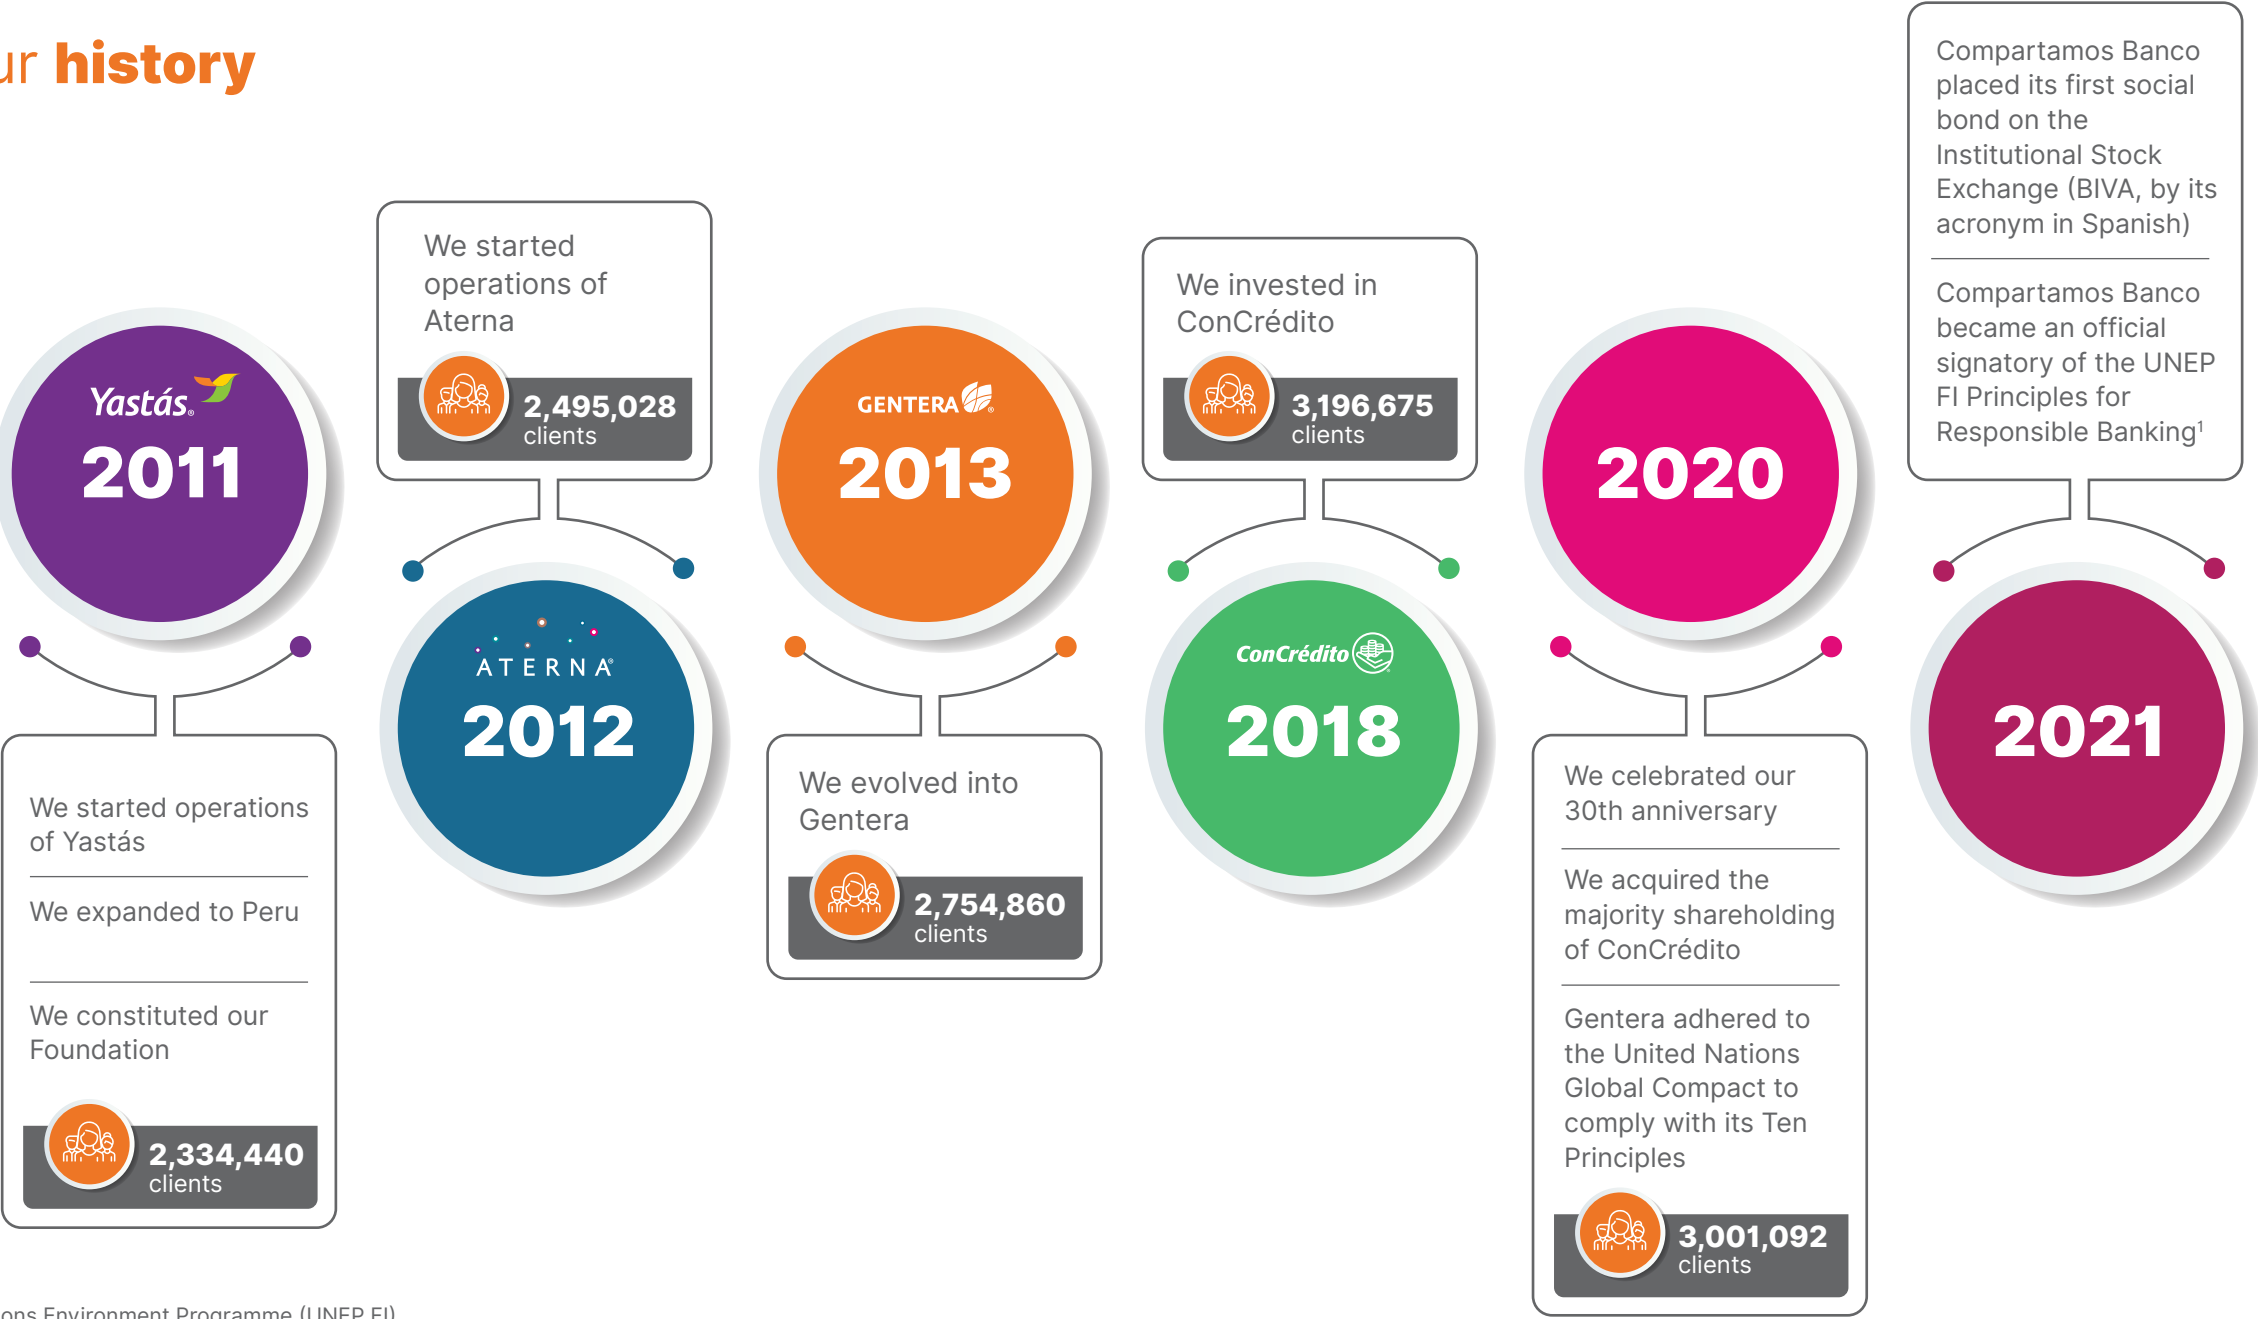 ur history
Yastás®
2011
We started operations
of Yastás
We expanded to Peru
We constituted our
Foundation
2,334,440
clients
We started
operations of
Aterna
2,495,028
clients
ATERNA®
2012
GENTERA®
2013
We evolved into
Gentera
2,754,860
clients
We invested in
ConCrédito
3,196,675
clients
ConCrédito
2018
2020
We celebrated our
30th anniversary
We acquired the
majority shareholding
of ConCrédito
Gentera adhered to
the United Nations
Global Compact to
comply with its Ten
Principles
3,001,092
clients
Compartamos Banco
placed its first social
bond on the
Institutional Stock
Exchange (BIVA, by its
acronym in Spanish)
Compartamos Banco
became an official
signatory of the UNEP
FI Principles for
Responsible Banking¹
2021
ons Environment Programme (UNEP FI)